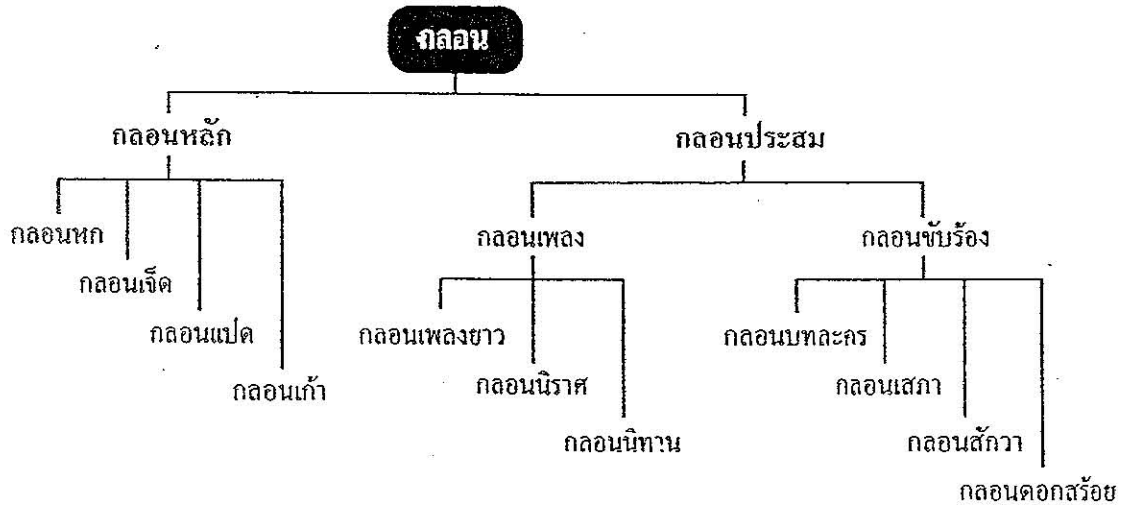 กลอน
กลอนหลัก
กลอนประสม
กลอนหก
กลอนเจ็ด
กลอนแปด
กลอนเก้า
กลอนเพลง
กลอนขับร้อง
กลอนเพลงยาว
กลอนนิราศ
กลอนนิทาน
กลอนบทละคร
กลอนเสภา
กลอนสักวา
กลอนดอกสร้อย